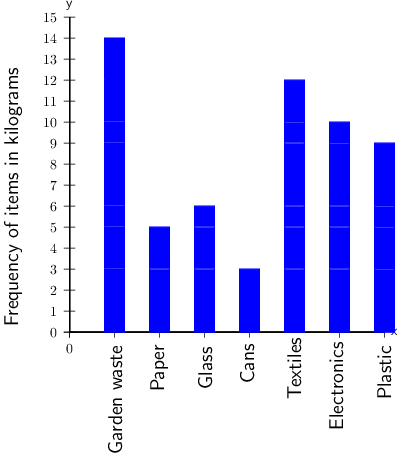 y
15
14
13
12
11
10
9
8
7
6
5
4
3
2
1
0
Frequency of items in kilograms
x
0
Garden waste
Paper
Glass
Cans
Textiles
Electronics
Plastic